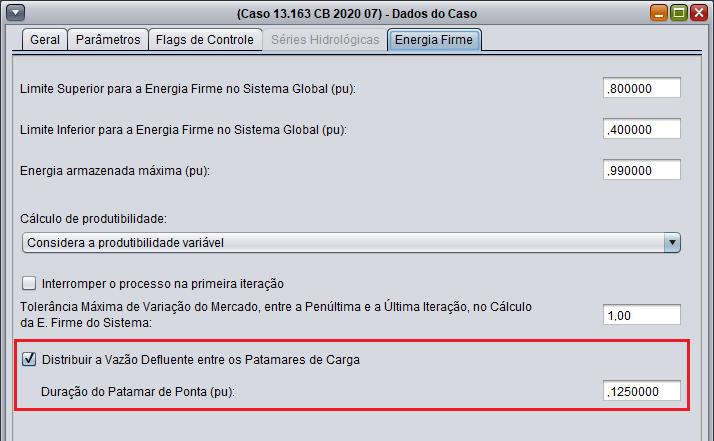 (Caso 13.163 CB 2020 07) - Dados do Caso
Geral Parâmetros Flags de Controle Séries Hidrológicas Energia Firme
Limite Superior para a Energia Firme no Sistema Global (pu): ,800000
Limite Inferior para a Energia Firme no Sistema Global (pu): ,400000
Energia armazenada máxima (pu): ,990000
Cálculo de produtibilidade:
Considera a produtibilidade variável
Interromper o processo na primeira iteração
Tolerância Máxima de Variação do Mercado, entre a Penúltima e a Última Iteração, no Cálculo
da E. Firme do Sistema: 1,00
Distribuir a Vazão Defluente entre os Patamares de Carga
Duração do Patamar de Ponta (pu): ,1250000